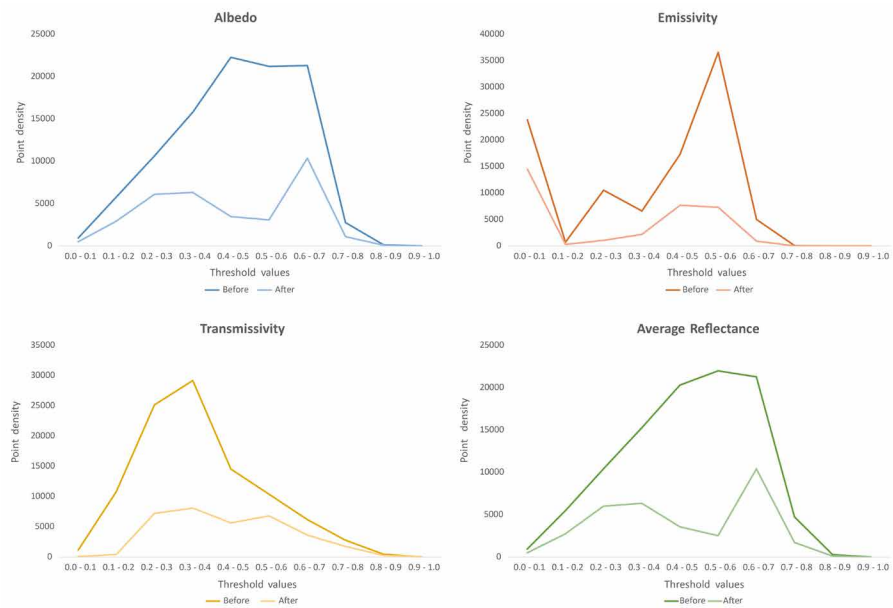 Albedo
25000
20000
15000
10000
5000
0
Point density
0.0 - 0.1 0.1 - 0.2 0.2 - 0.3 0.3 - 0.4 0.4 - 0.5 0.5 - 0.6 0.6 - 0.7 0.7 - 0.8 0.8 - 0.9 0.9 - 1.0
Threshold values
Before After
Emissivity
40000
35000
30000
25000
20000
15000
10000
5000
0
Point density
0.0 - 0.1 0.1 - 0.2 0.2 - 0.3 0.3 - 0.4 0.4 - 0.5 0.5 - 0.6 0.6 - 0.7 0.7 - 0.8 0.8 - 0.9 0.9 - 1.0
Threshold values
Before After
Transmissivity
35000
30000
25000
20000
15000
10000
5000
0
Point density
0.0 - 0.1 0.1 - 0.2 0.2 - 0.3 0.3 - 0.4 0.4 - 0.5 0.5 - 0.6 0.6 - 0.7 0.7 - 0.8 0.8 - 0.9 0.9 - 1.0
Threshold values
Before After
Average Reflectance
25000
20000
15000
10000
5000
0
Point density
0.0 - 0.1 0.1 - 0.2 0.2 - 0.3 0.3 - 0.4 0.4 - 0.5 0.5 - 0.6 0.6 - 0.7 0.7 - 0.8 0.8 - 0.9 0.9 - 1.0
Threshold values
Before After